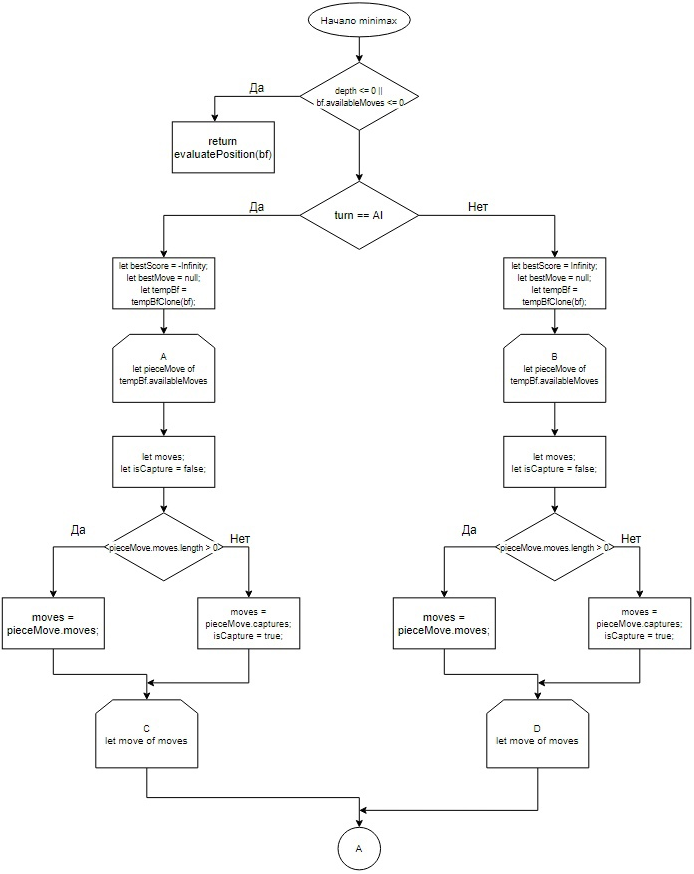 Начало minimax
depth <= 0 ||
bf.availableMoves <= 0
Да
return
evaluatePosition(bf)
turn == AI
Да
Нет
let bestScore = -Infinity;
let bestMove = null;
let tempBf =
tempBfClone(bf);
let bestScore = Infinity;
let bestMove = null;
let tempBf =
tempBfClone(bf);
A
let pieceMove of
tempBf.availableMoves
B
let pieceMove of
tempBf.availableMoves
let moves;
let isCapture = false;
let moves;
let isCapture = false;
Да
pieceMove.moves.length > 0
Нет
Да
pieceMove.moves.length > 0
Нет
moves =
pieceMove.moves;
moves =
pieceMove.captures;
isCapture = true;
moves =
pieceMove.moves;
moves =
pieceMove.captures;
isCapture = true;
C
let move of moves
D
let move of moves
A